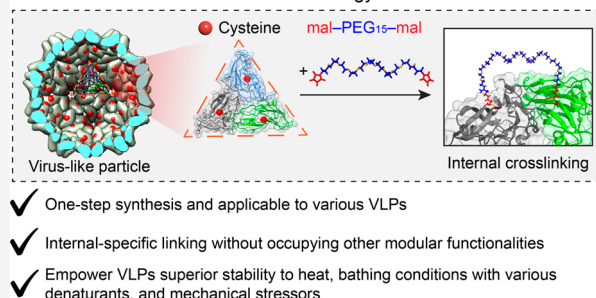 Cysteine
mal–PEG₁₅–mal
+
Virus-like particle
Internal crosslinking
One-step synthesis and applicable to various VLPs
Internal-specific linking without occupying other modular functionalities
Empower VLPs superior stability to heat, bathing conditions with various
denaturants, and mechanical stressors